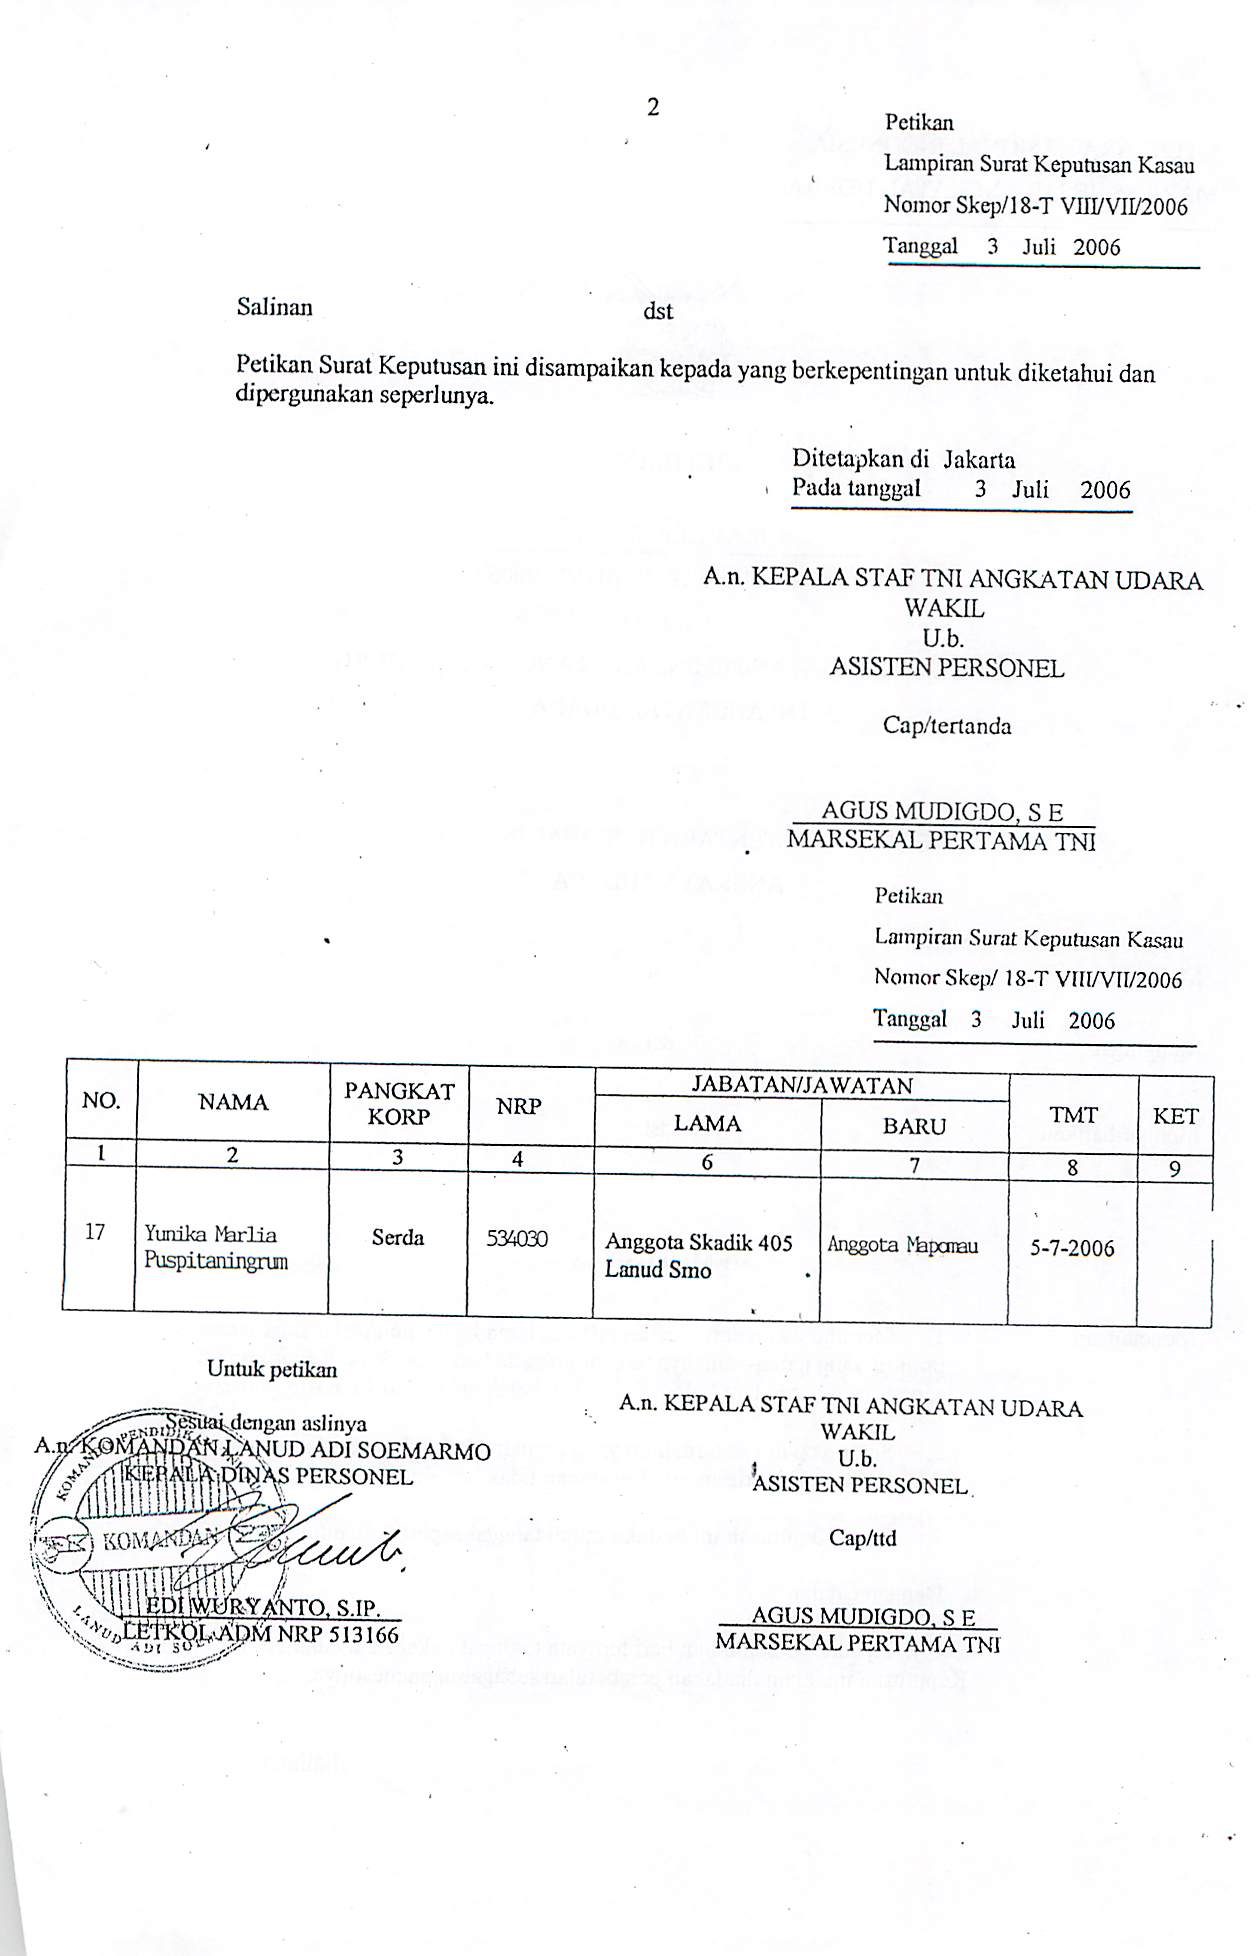 2
Petikan
Lampiran Surat Keputusan Kasau
Nomor Skep/18-T VIII/VII/2006
Tanggal 3 Juli 2006
Salinan dst
Petikan Surat Keputusan ini disampaikan kepada yang berkepentingan untuk diketahui dan
dipergunakan seperlunya.
Ditetapkan di Jakarta
Pada tanggal 3 Juli 2006
A.n. KEPALA STAF TNI ANGKATAN UDARA
WAKIL
U.b.
ASISTEN PERSONEL
Cap/tertanda
AGUS MUDIGDO, S E
MARSEKAL PERTAMA TNI
Petikan
Lampiran Surat Keputusan Kasau
Nomor Skep/ 18-T VIII/VII/2006
Tanggal 3 Juli 2006
NO. NAMA PANGKAT KORP NRP JABATAN/JAWATAN TMT KET
LAMA BARU
1 2 3 4 6 7 8 9
17 Yunika Marlia Serda 534030 Anggota Skadik 405 Anggota Mapomau 5-7-2006
Puspitaningrum Lanud Smo
Untuk petikan
Sesuai dengan aslinya
A.n. KOMANDAN LANUD ADI SOEMARMO
KEPALA DINAS PERSONEL
KOMANDAN
EDI WURYANTO, S.IP.
LETKOL ADM NRP 513166
A.n. KEPALA STAF TNI ANGKATAN UDARA
WAKIL
U.b.
ASISTEN PERSONEL
Cap/ttd
AGUS MUDIGDO, S E
MARSEKAL PERTAMA TNI